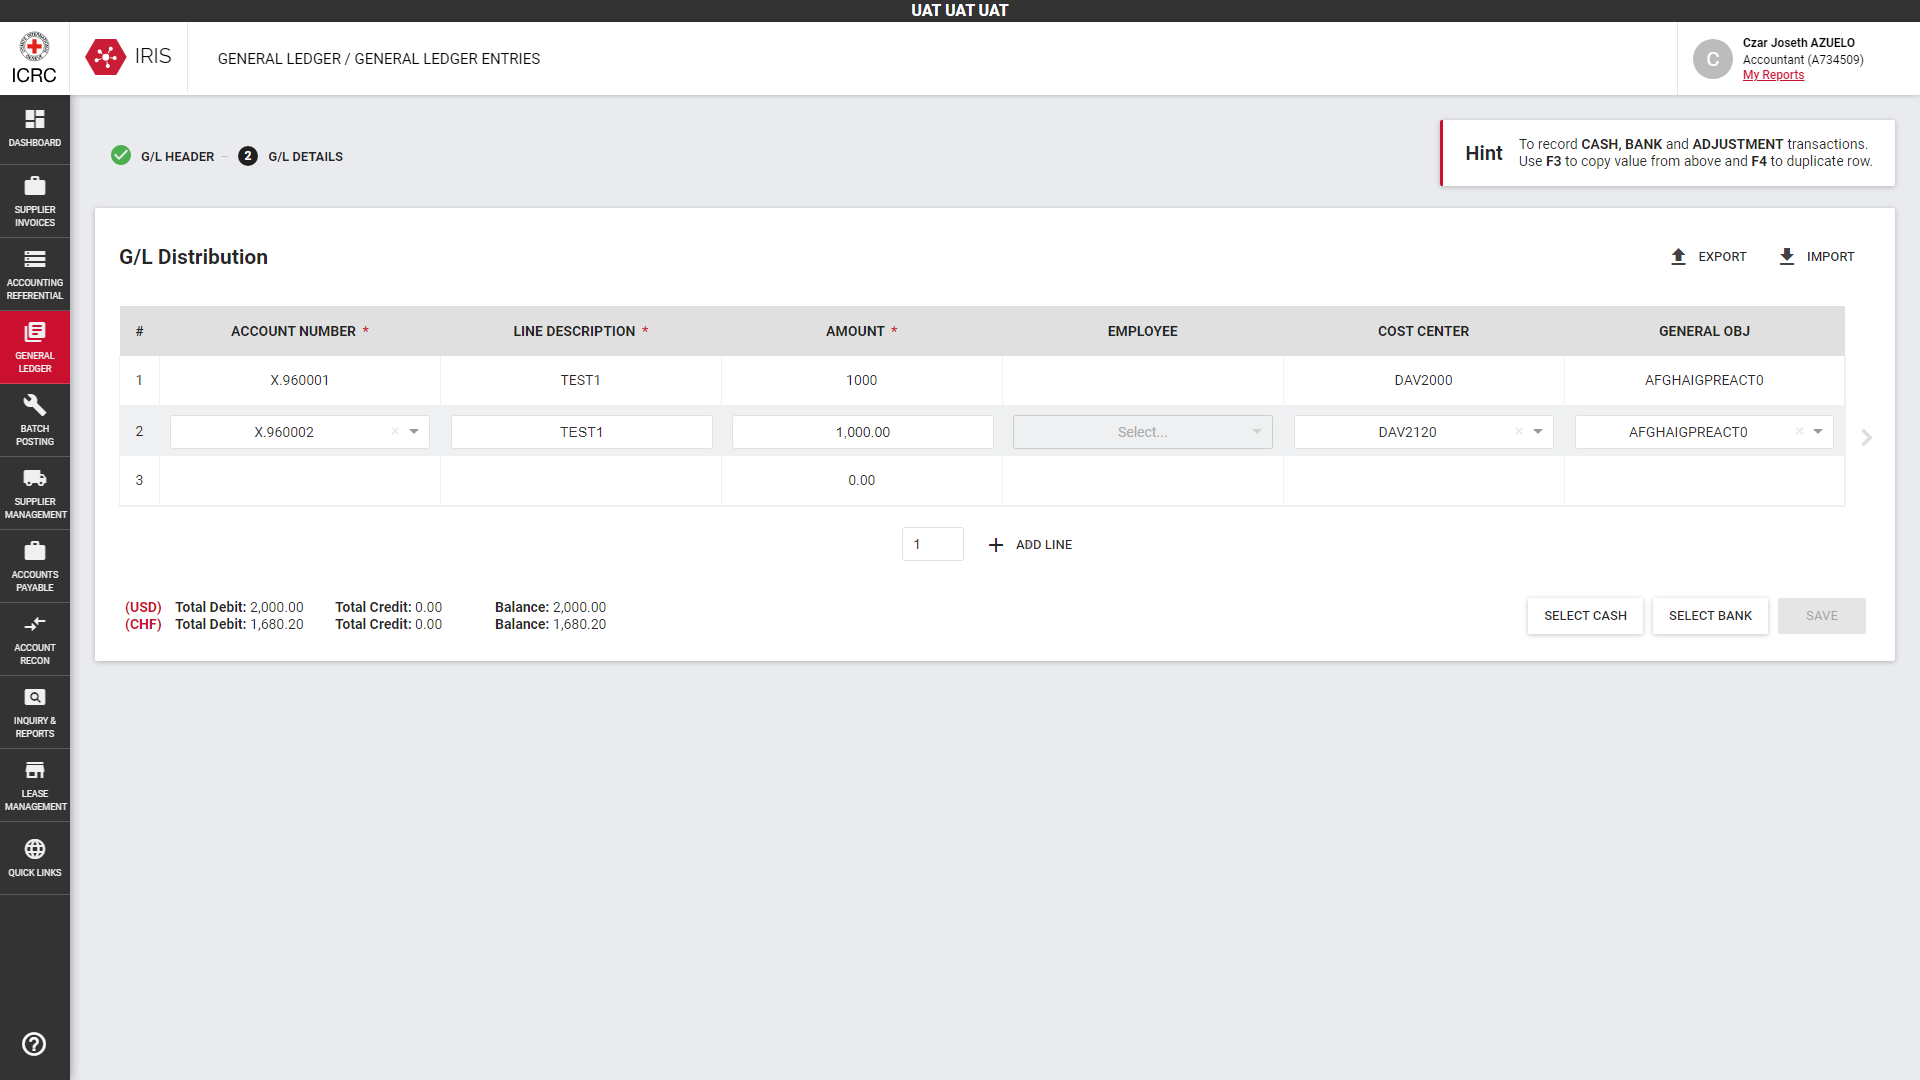 UAT UAT UAT
ICRC
IRIS
GENERAL LEDGER / GENERAL LEDGER ENTRIES
C
Czar Joseth AZUELO
Accountant (A734509)
My Reports
DASHBOARD
SUPPLIER
INVOICES
ACCOUNTING
REFERENTIAL
GENERAL
LEDGER
BATCH
POSTING
SUPPLIER
MANAGEMENT
ACCOUNTS
PAYABLE
ACCOUNT
RECON
INQUIRY &
REPORTS
LEASE
MANAGEMENT
QUICK LINKS
G/L HEADER – 2 G/L DETAILS
Hint
To record CASH, BANK and ADJUSTMENT transactions.
Use F3 to copy value from above and F4 to duplicate row.
G/L Distribution
EXPORT
IMPORT
# ACCOUNT NUMBER * LINE DESCRIPTION * AMOUNT * EMPLOYEE COST CENTER GENERAL OBJ
1 X.960001 TEST1 1000 DAV2000 AFGHAIGPREACT0
2 X.960002 × TEST1 1,000.00 Select... DAV2120 × AFGHAIGPREACT0 ×
3 0.00
1 + ADD LINE
(USD) Total Debit: 2,000.00 Total Credit: 0.00 Balance: 2,000.00
(CHF) Total Debit: 1,680.20 Total Credit: 0.00 Balance: 1,680.20
SELECT CASH
SELECT BANK
SAVE